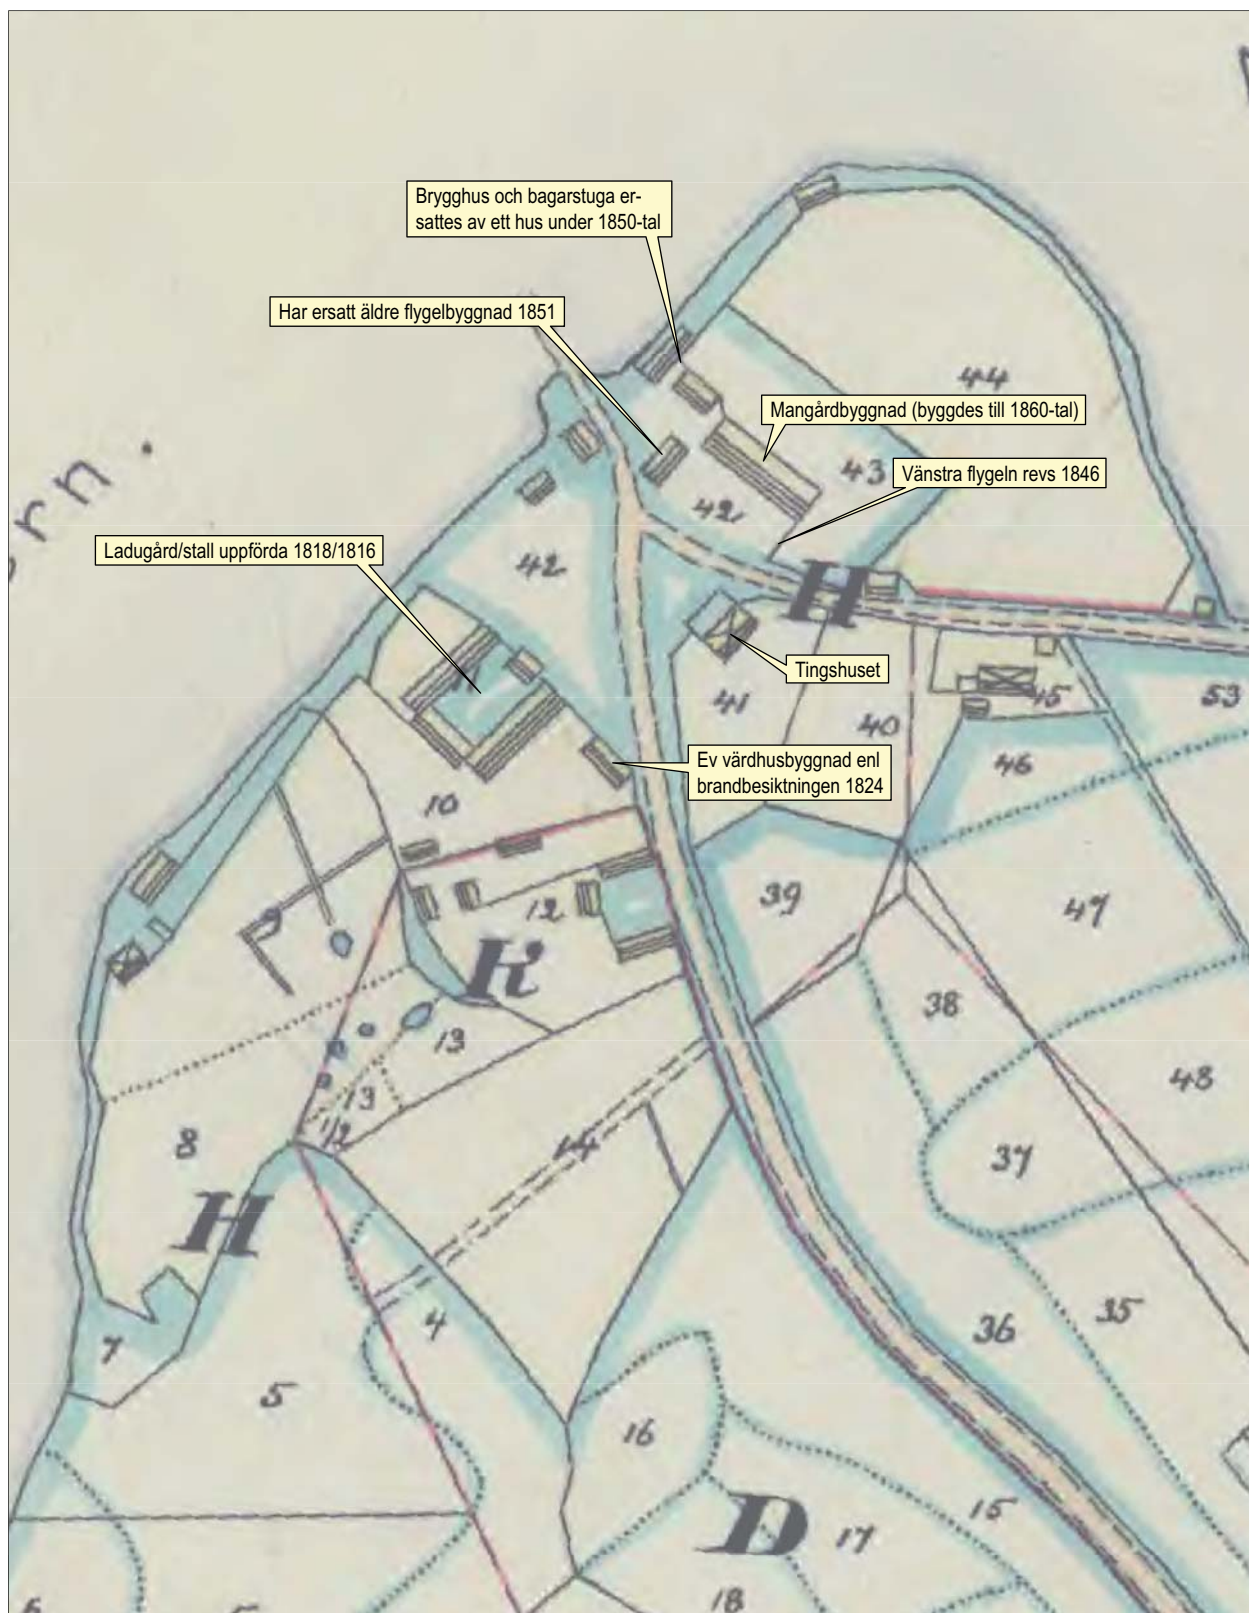 Brygghus och bagarstuga er-
sattes av ett hus under 1850-tal
Har ersatt äldre flygelbyggnad 1851
44
Mangårdbyggnad (byggdes till 1860-tal)
43
Vänstra flygeln revs 1846
42
rn.
Ladugård/stall uppförda 1818/1816
42
H
Tingshuset
41
40
45
53
Ev värdhusbyggnad enl
brandbesiktningen 1824
46
10
39
47
12
K
38
13
48
13
1/2
14
8
37
H
4
36
35
7
5
16
15
D
17
18